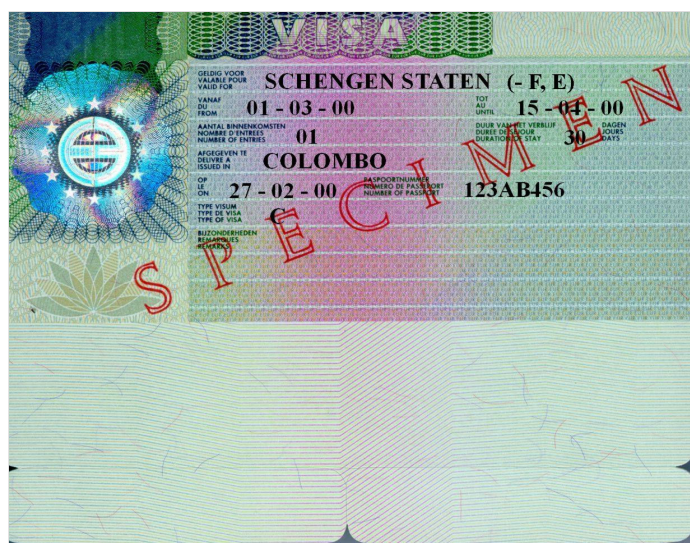 VISA
GELDIG VOOR
VALABLE POUR
VALID FOR
SCHENGEN STATEN (- F, E)
VANAF
DU
FROM
01 - 03 - 00
TOT
AU
UNTIL
15 - 04 - 00
AANTAL BINNENKOMSTEN
NOMBRE D'ENTREES
NUMBER OF ENTRIES
01
DUUR VAN HET VERBLIJF
DUREE DE SEJOUR
DURATION OF STAY
30
DAGEN
JOURS
DAYS
AFGEGEVEN TE
DELIVRE A
ISSUED IN
COLOMBO
OP
LE
ON
27 - 02 - 00
PASPOORTNUMMER
NUMERO DE PASSEPORT
NUMBER OF PASSPORT
123AB456
TYPE VISUM
TYPE DE VISA
TYPE OF VISA
C
BIJZONDERHEDEN
REMARQUES
REMARKS
SPECIMEN